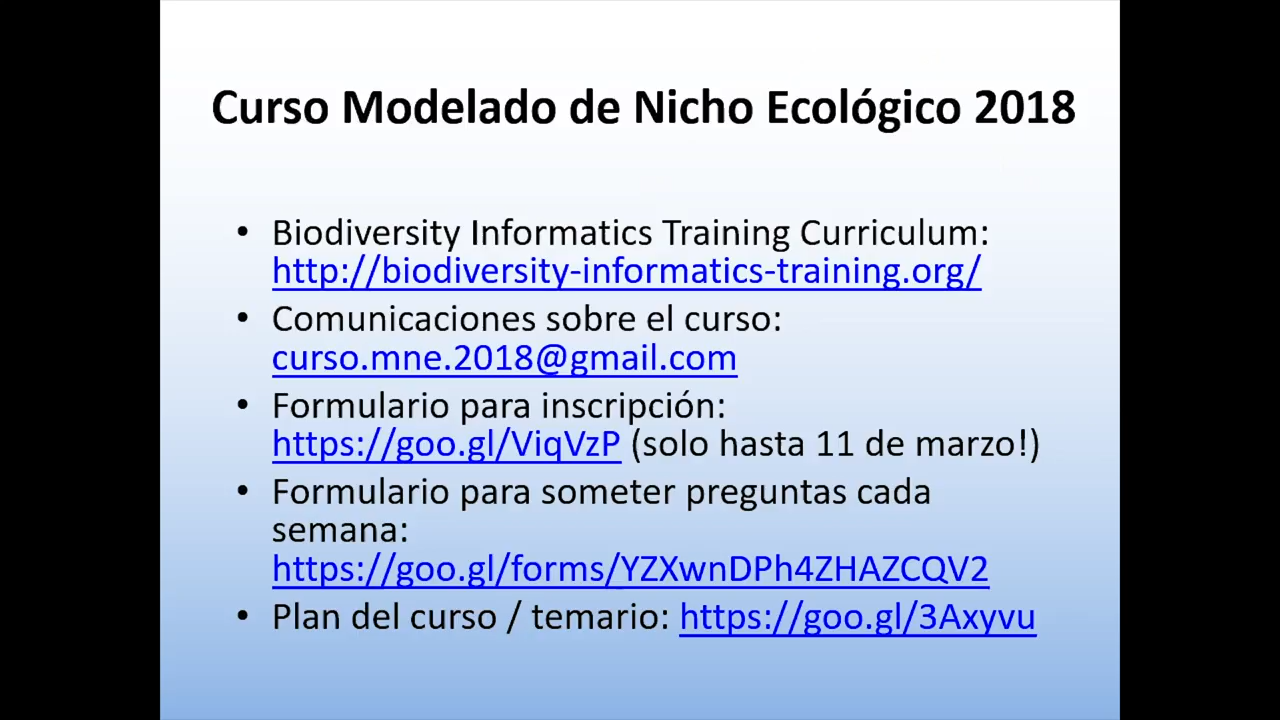 Curso Modelado de Nicho Ecológico 2018
• Biodiversity Informatics Training Curriculum:
http://biodiversity-informatics-training.org/
• Comunicaciones sobre el curso:
curso.mne.2018@gmail.com
• Formulario para inscripción:
https://goo.gl/ViqVzP (solo hasta 11 de marzo!)
• Formulario para someter preguntas cada
semana:
https://goo.gl/forms/YZXwnDPh4ZHAZCQV2
• Plan del curso / temario: https://goo.gl/3Axyvu